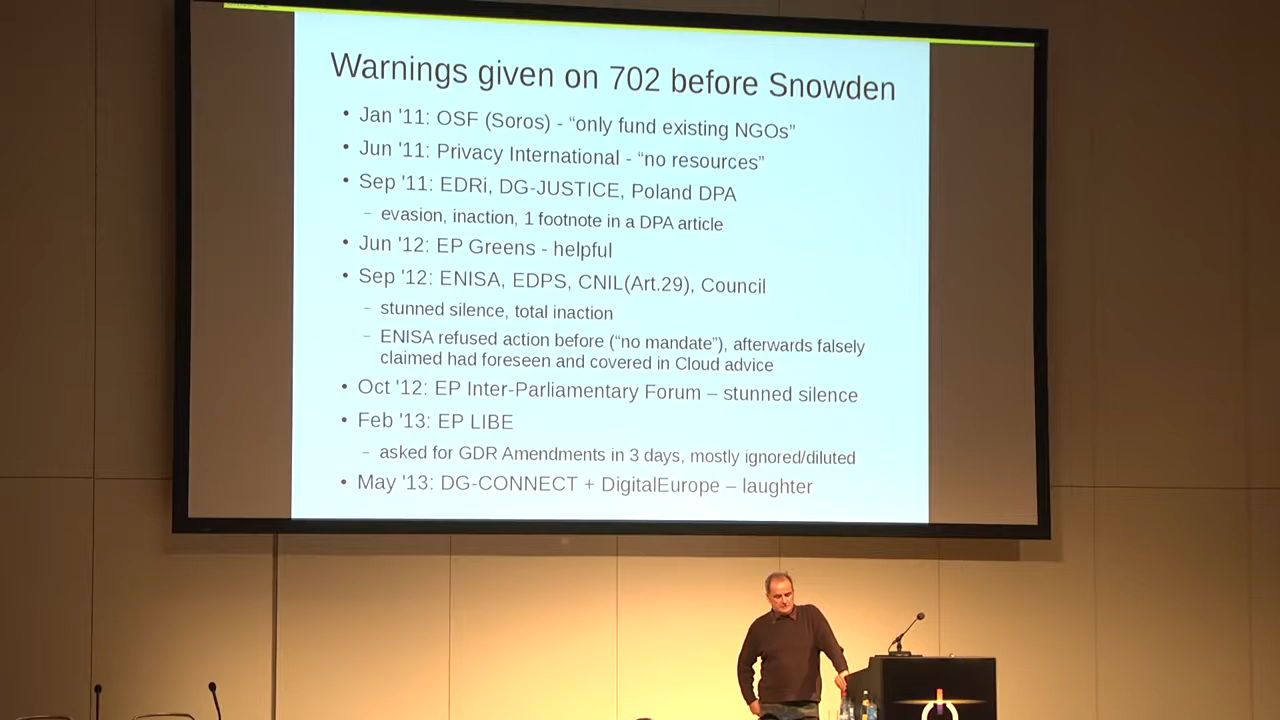 Warnings given on 702 before Snowden
• Jan '11: OSF (Soros) - “only fund existing NGOs”
• Jun '11: Privacy International - “no resources”
• Sep '11: EDRi, DG-JUSTICE, Poland DPA
– evasion, inaction, 1 footnote in a DPA article
• Jun '12: EP Greens - helpful
• Sep '12: ENISA, EDPS, CNIL(Art.29), Council
– stunned silence, total inaction
– ENISA refused action before (“no mandate”), afterwards falsely
claimed had foreseen and covered in Cloud advice
• Oct '12: EP Inter-Parliamentary Forum – stunned silence
• Feb '13: EP LIBE
– asked for GDR Amendments in 3 days, mostly ignored/diluted
• May '13: DG-CONNECT + DigitalEurope – laughter